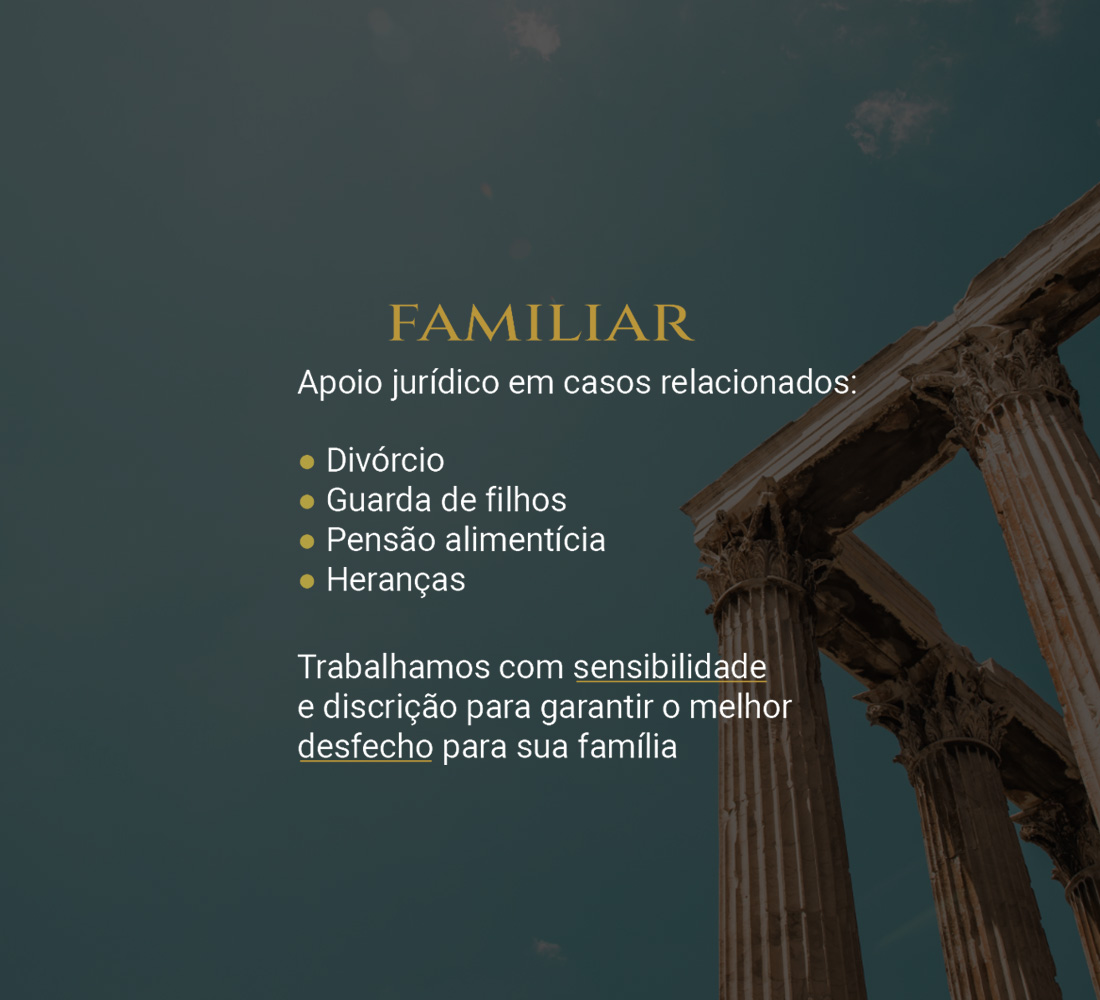 FAMILIAR
Apoio jurídico em casos relacionados:
● Divórcio
● Guarda de filhos
● Pensão alimentícia
● Heranças
Trabalhamos com sensibilidade
e discrição para garantir o melhor
desfecho para sua família